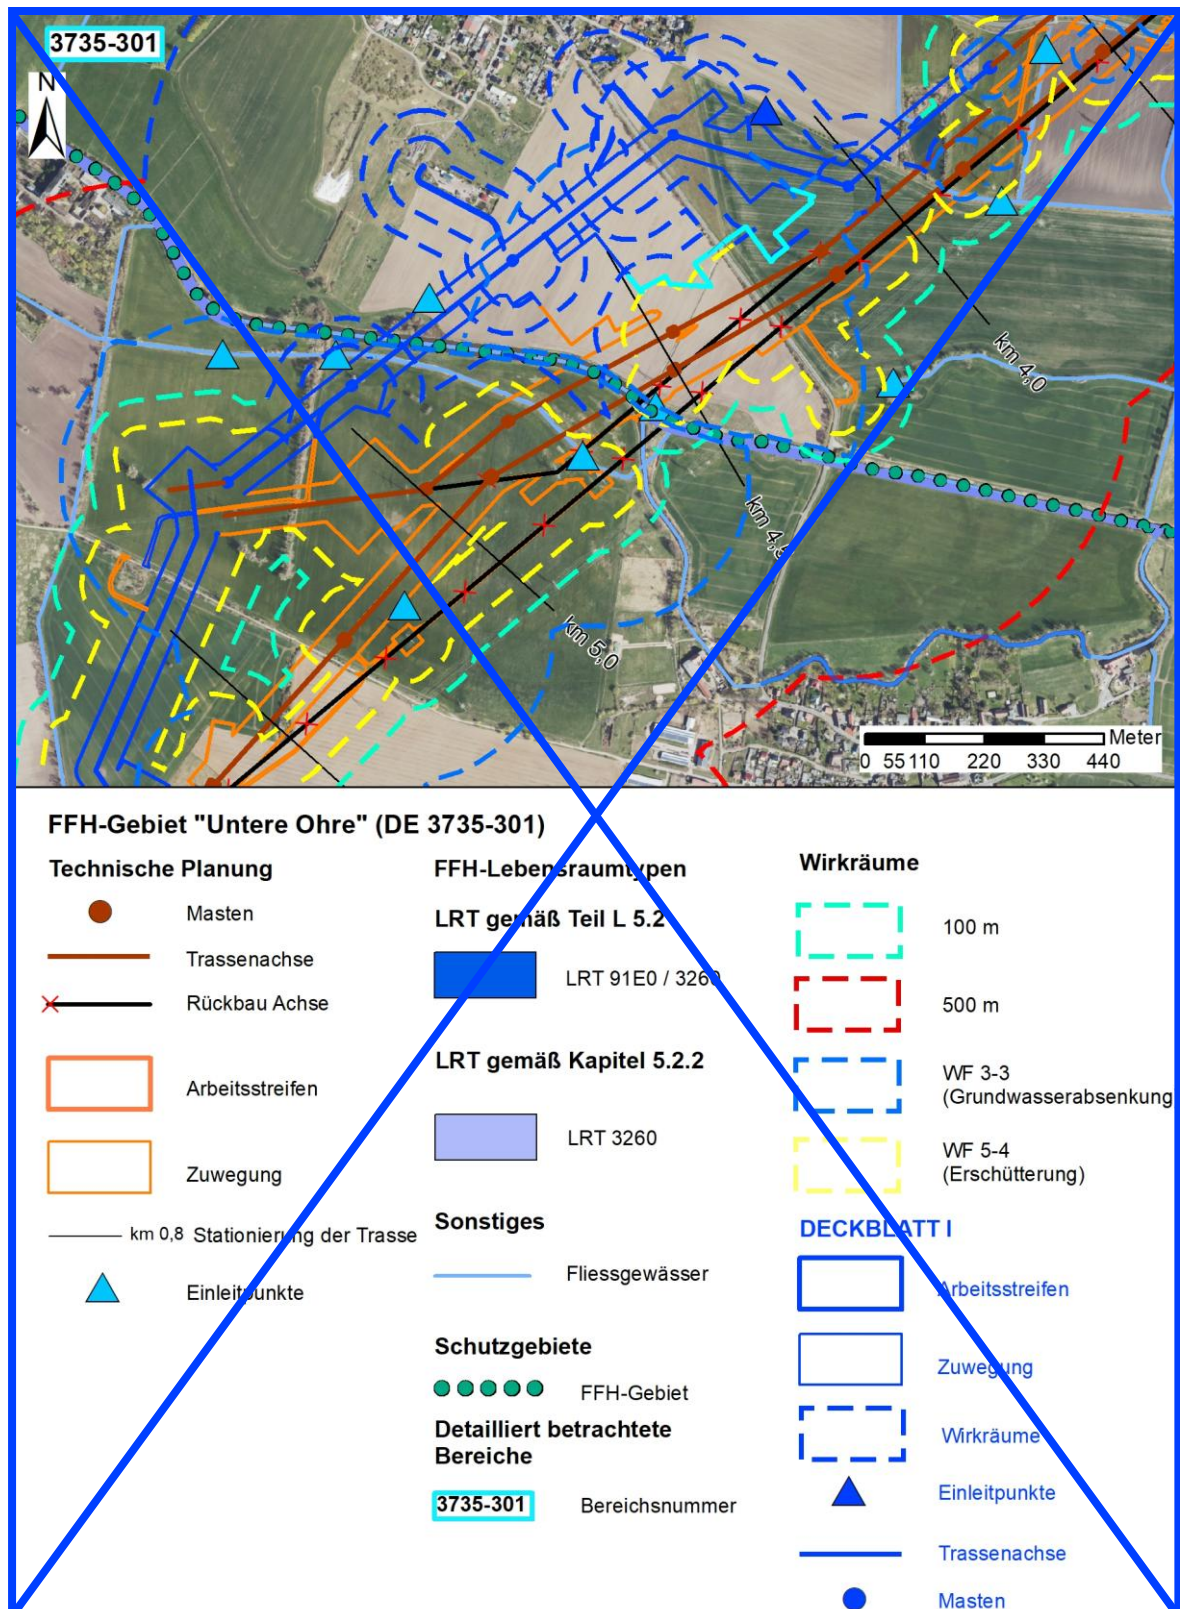 3735-301
N
km 4,0
km 4,5
km 5,0
Meter
0 55 110 220 330 440
FFH-Gebiet "Untere Ohre" (DE 3735-301)
Technische Planung
Masten
Trassenachse
Rückbau Achse
Arbeitsstreifen
Zuwegung
km 0,8 Stationierung der Trasse
Einleitpunkte
FFH-Lebensraumtypen
LRT gemäß Teil L 5.2
LRT 91E0 / 3260
LRT gemäß Kapitel 5.2.2
LRT 3260
Sonstiges
Fliessgewässer
Schutzgebiete
FFH-Gebiet
Detailliert betrachtete
Bereiche
3735-301 Bereichsnummer
Wirkräume
100 m
500 m
WF 3-3
(Grundwasserabsenkung
WF 5-4
(Erschütterung)
DECKBLATT I
Arbeitsstreifen
Zuwegung
Wirkräume
Einleitpunkte
Trassenachse
Masten